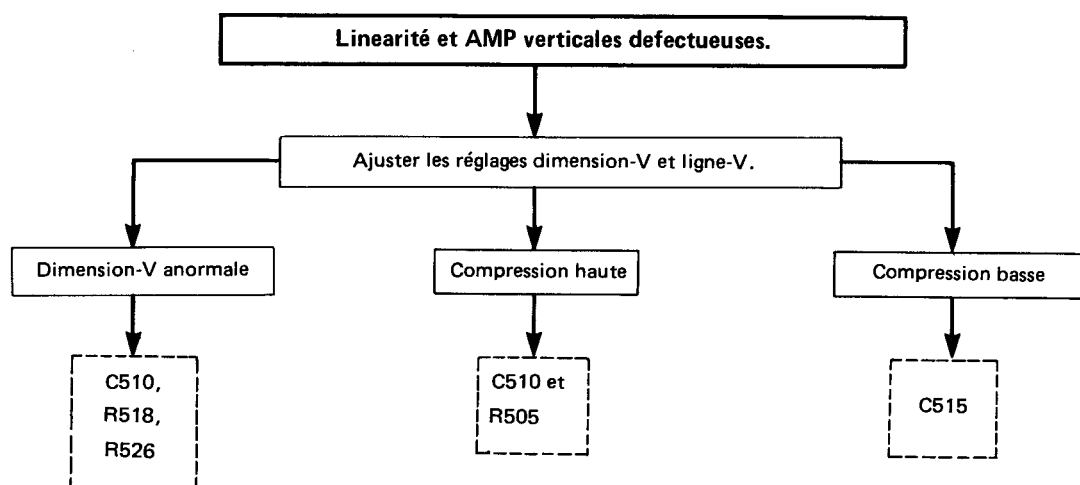 Linearité et AMP verticales defectueuses.
Ajuster les réglages dimension-V et ligne-V.
Dimension-V anormale
Compression haute
Compression basse
C510,
R518,
R526
C510 et
R505
C515